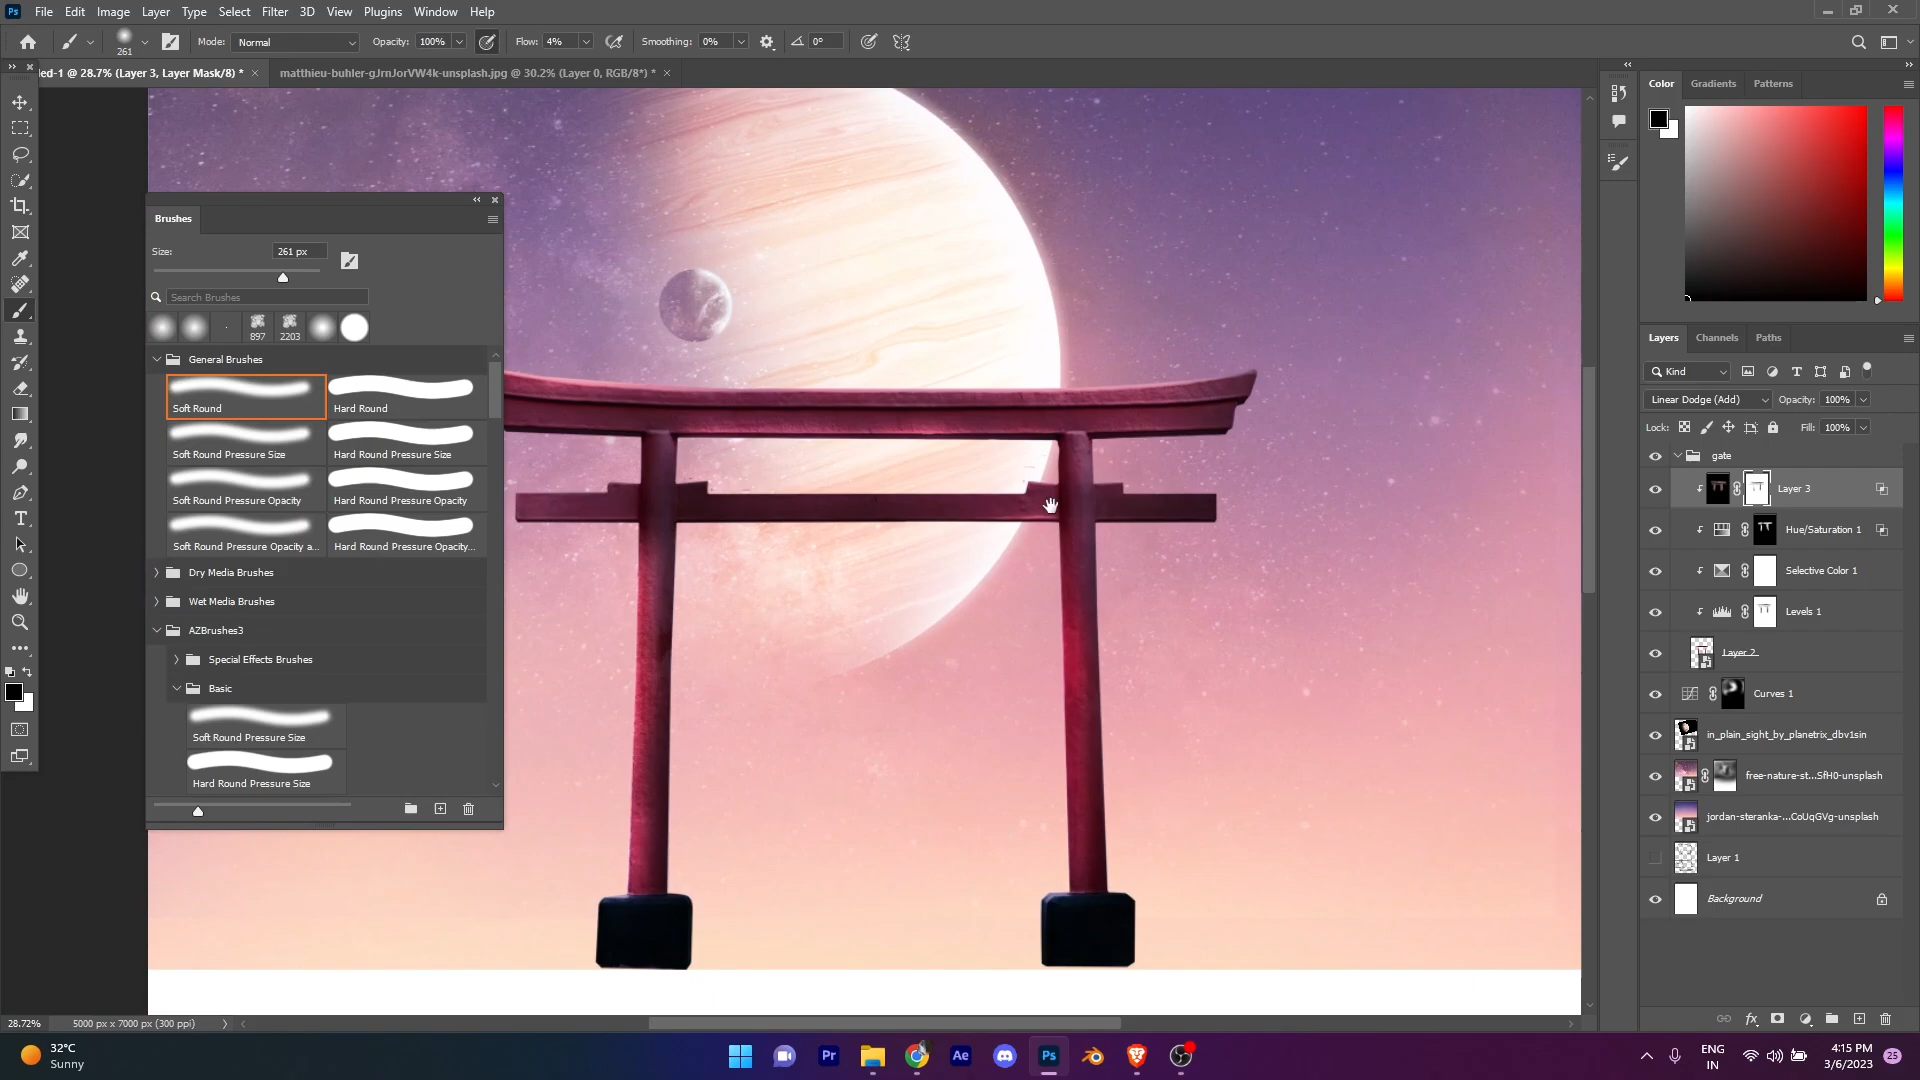 Ps File Edit Image Layer Type Select Filter 3D View Plugins Window Help
261 Mode: Normal Opacity: 100% Flow: 4% Smoothing: 0% 0°
led-1 @ 28.7% (Layer 3, Layer Mask/8) * matthieu-buhler-gJrnJorVW4k-unsplash.jpg @ 30.2% (Layer 0, RGB/8*) *
Brushes
Size: 261 px
Search Brushes
897 2203
General Brushes
Soft Round Hard Round
Soft Round Pressure Size Hard Round Pressure Size
Soft Round Pressure Opacity Hard Round Pressure Opacity
Soft Round Pressure Opacity a... Hard Round Pressure Opacity...
Dry Media Brushes
Wet Media Brushes
AZBrushes3
Special Effects Brushes
Basic
Soft Round Pressure Size
Hard Round Pressure Size
Color Gradients Patterns
Layers Channels Paths
Kind
Linear Dodge (Add) Opacity: 100%
Lock: Fill: 100%
gate
Layer 3
Hue/Saturation 1
Selective Color 1
Levels 1
Layer 2
Curves 1
in_plain_sight_by_planetrix_dbv1sin
free-nature-st...SfH0-unsplash
jordan-steranka-...CoUqGVg-unsplash
Layer 1
Background
28.72% 5000 px x 7000 px (300 ppi)
32°C
Sunny
Pr Ae Ps
ENG
IN
4:15 PM
3/6/2023
25